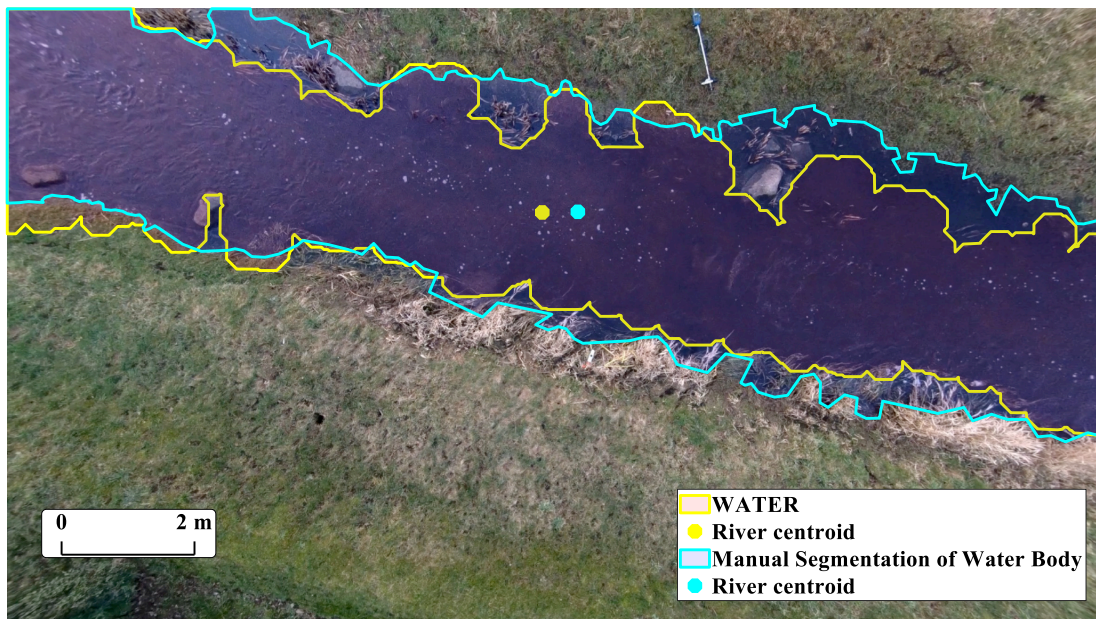 0 2 m
WATER
River centroid
Manual Segmentation of Water Body
River centroid